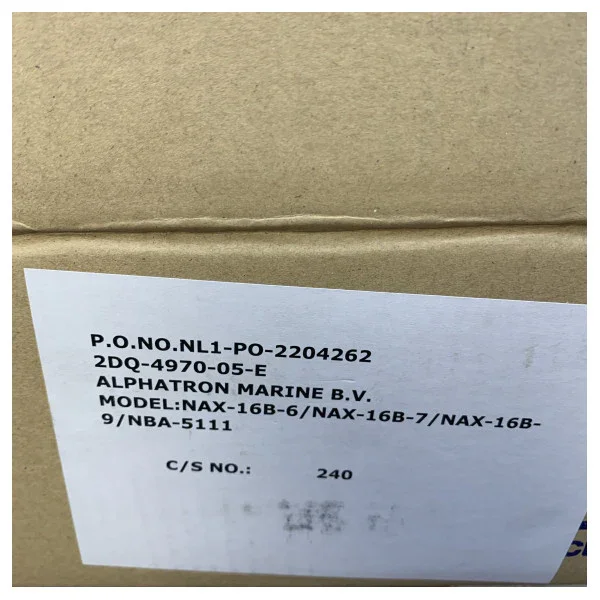 P.O.NO.NL1-PO-2204262
2DQ-4970-05-E
ALPHATRON MARINE B.V.
MODEL:NAX-16B-6/NAX-16B-7/NAX-16B-
9/NBA-5111
C/S NO.: 240